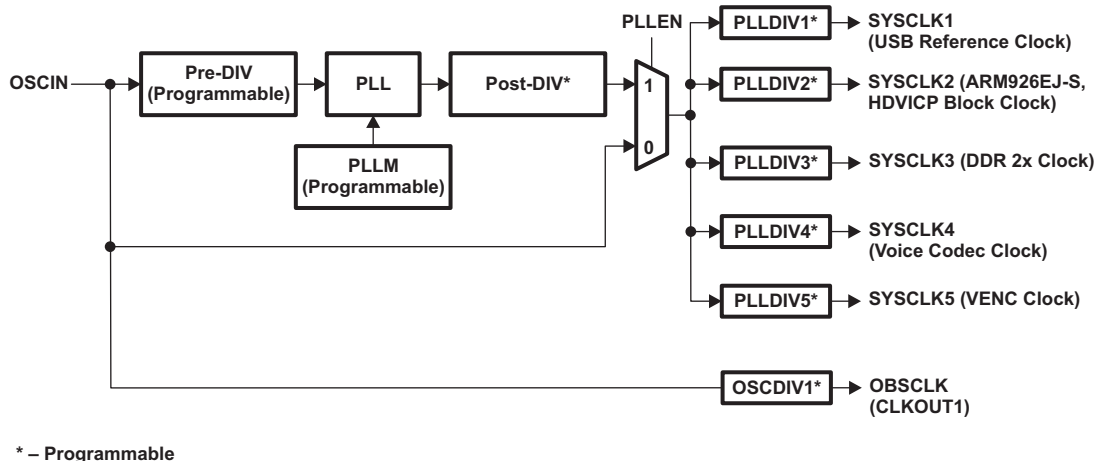 PLLEN
OSCIN
Pre-DIV
(Programmable)
PLL
Post-DIV*
PLLM
(Programmable)
1
0
PLLDIV1*
SYSCLK1
(USB Reference Clock)
PLLDIV2*
SYSCLK2 (ARM926EJ-S,
HDVICP Block Clock)
PLLDIV3*
SYSCLK3 (DDR 2x Clock)
PLLDIV4*
SYSCLK4
(Voice Codec Clock)
PLLDIV5*
SYSCLK5 (VENC Clock)
OSCDIV1*
OBSCLK
(CLKOUT1)
* – Programmable